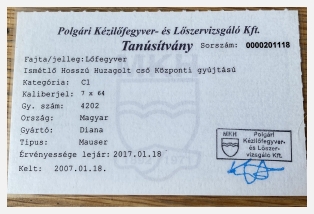 Polgári Kézilőfegyver- és Lőszervizsgáló Kft.
Tanúsítvány Sorszám: 0000201118
Fajta/jelleg:Lőfegyver
Ismétlő Hosszú Huzagolt cső Központi gyújtású
Kategória: C1
Kaliberjel: 7 x 64
Gy. szám: 4202
Ország: Magyar
Gyártó: Diana
Típus: Mauser
Érvényessége lejár: 2017.01.18.
Kelt: 2007.01.18.
MKH
Polgári
Kézilőfegyver-
és Lőszer-
vizsgáló Kft.